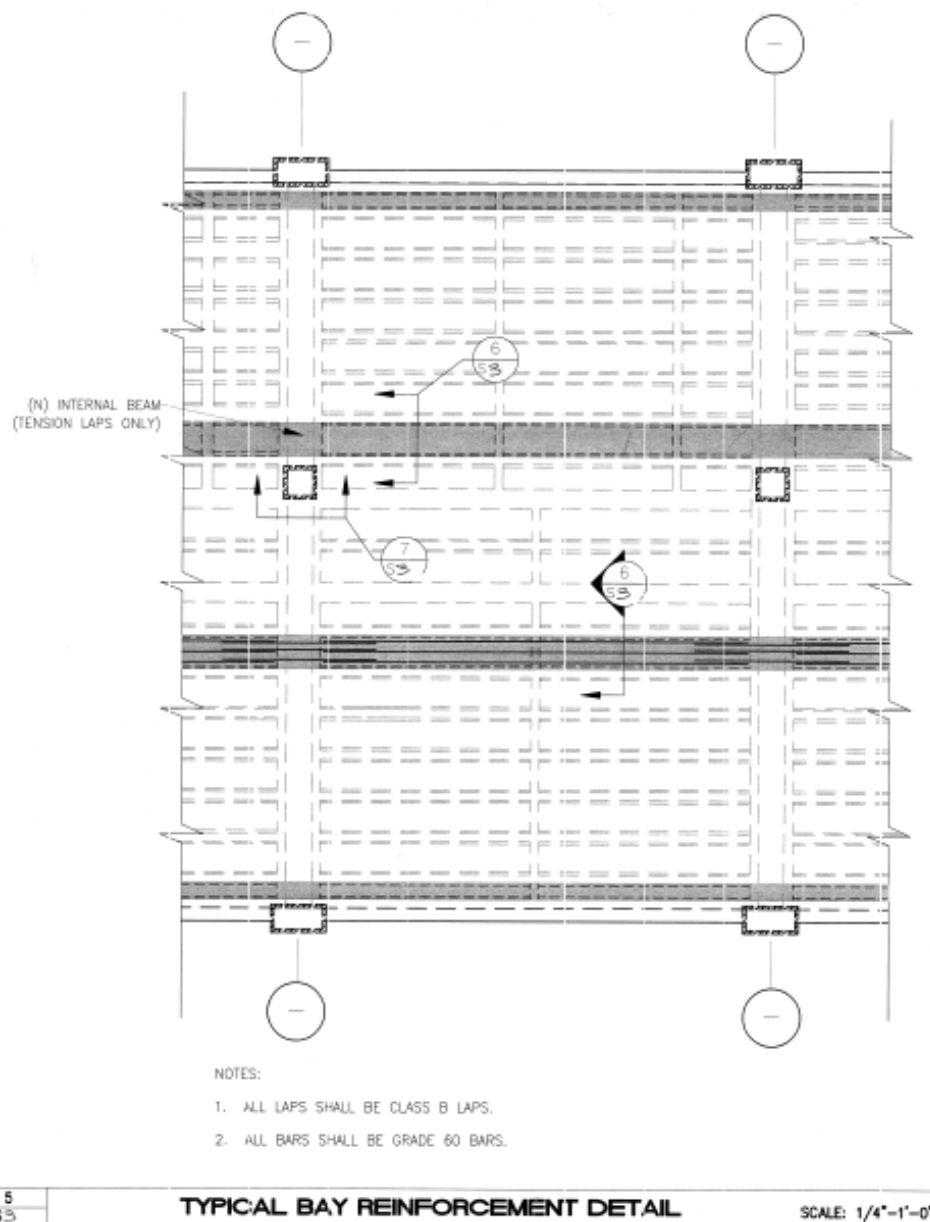 6
S3
(N) INTERNAL BEAM
(TENSION LAPS ONLY)
7
S3
6
S3
NOTES:
1. ALL LAPS SHALL BE CLASS B LAPS.
2. ALL BARS SHALL BE GRADE 60 BARS.
5
S3
TYPICAL BAY REINFORCEMENT DETAIL
SCALE: 1/4"-1'-0"